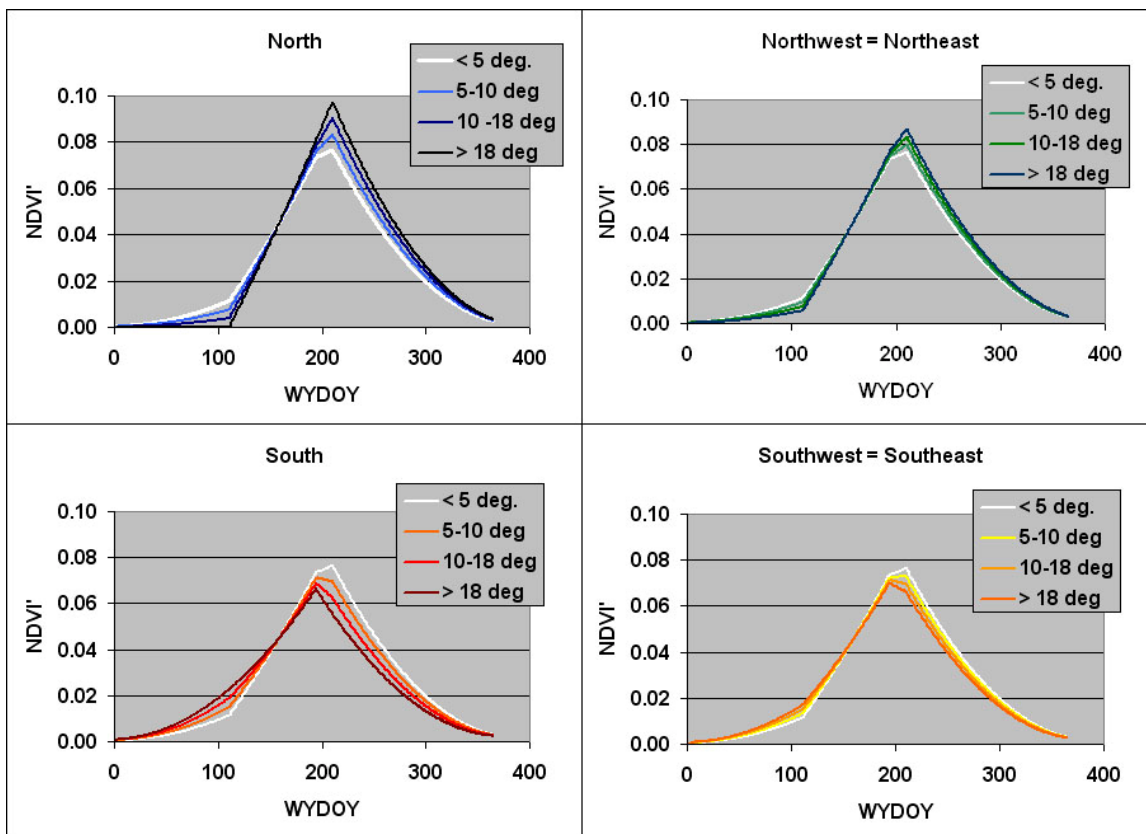 North
< 5 deg.
5-10 deg
10 -18 deg
> 18 deg
0.10
0.08
0.06
0.04
0.02
0.00
NDVI'
0 100 200 300 400
WYDOY
Northwest = Northeast
< 5 deg.
5-10 deg
10-18 deg
> 18 deg
0.10
0.08
0.06
0.04
0.02
0.00
NDVI'
0 100 200 300 400
WYDOY
South
< 5 deg.
5-10 deg
10-18 deg
> 18 deg
0.10
0.08
0.06
0.04
0.02
0.00
NDVI'
0 100 200 300 400
WYDOY
Southwest = Southeast
< 5 deg.
5-10 deg
10-18 deg
> 18 deg
0.10
0.08
0.06
0.04
0.02
0.00
NDVI'
0 100 200 300 400
WYDOY